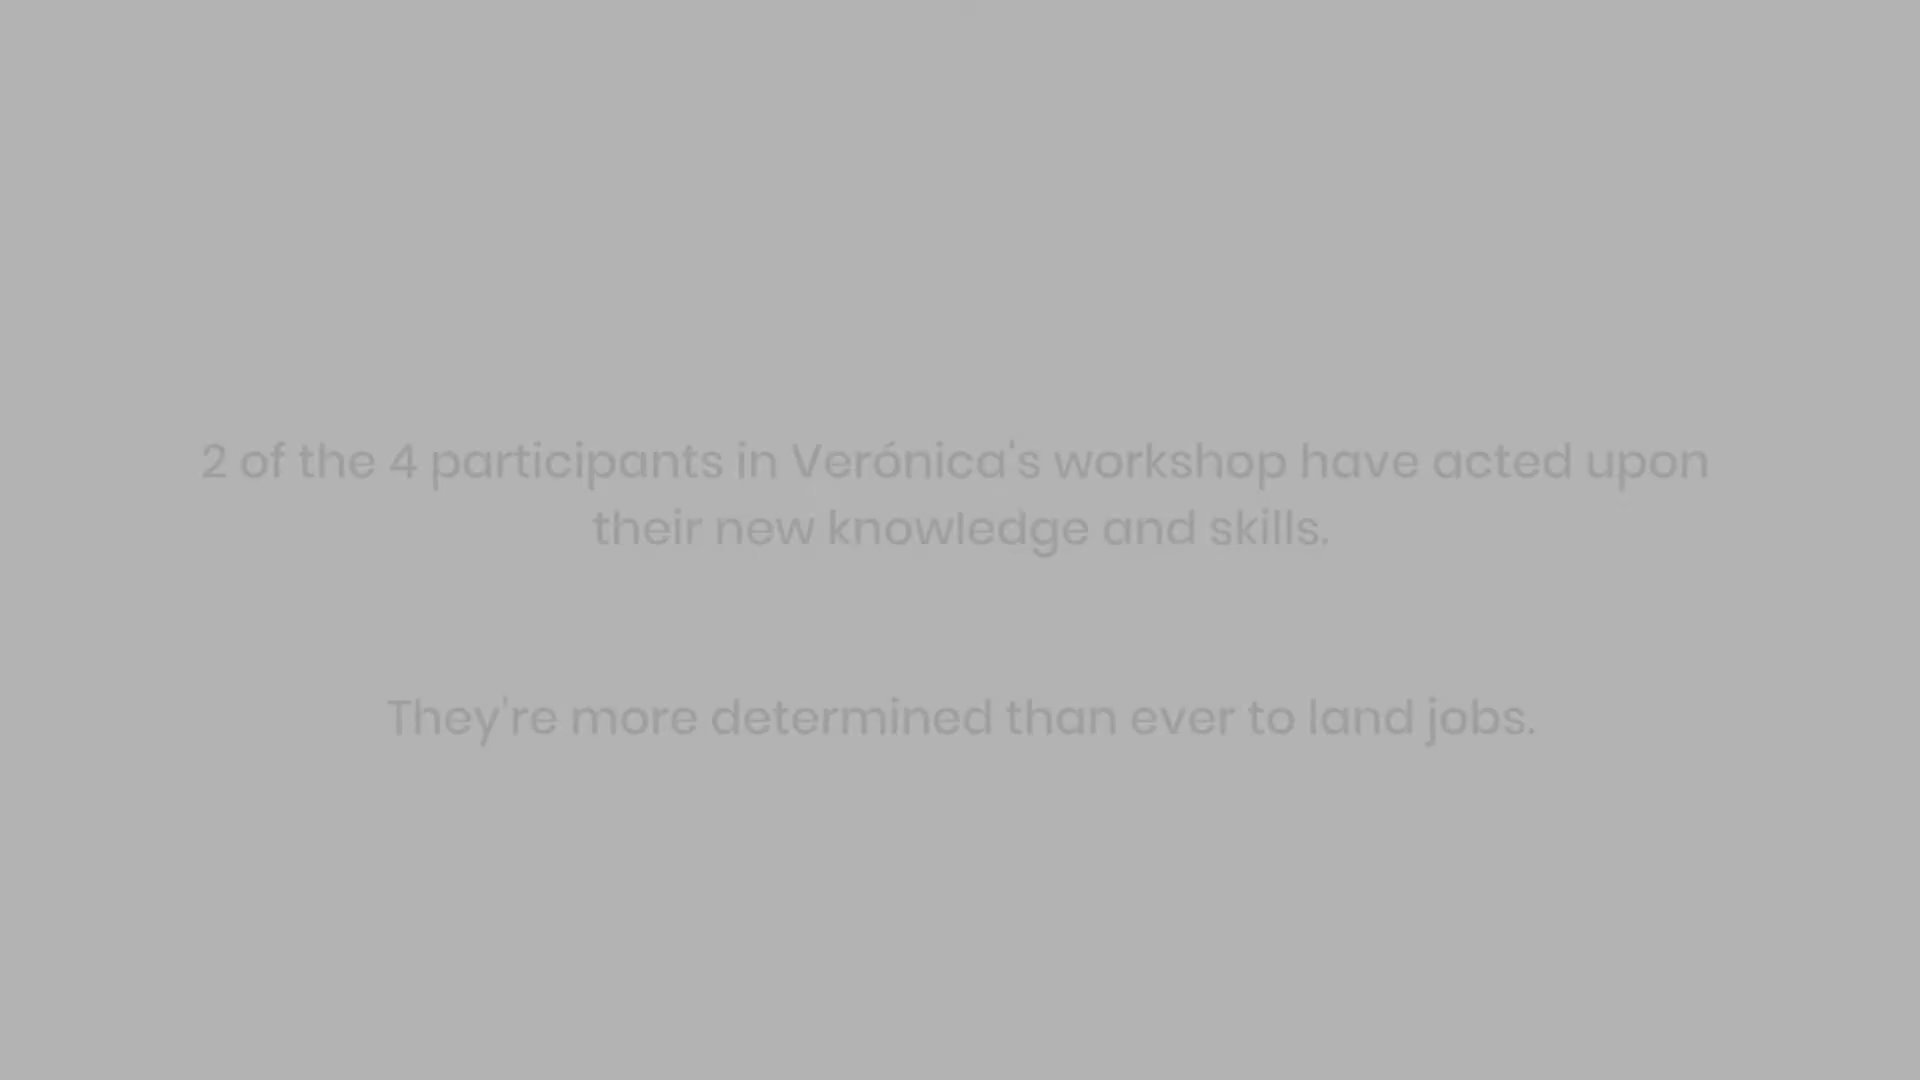 2 of the 4 participants in Verónica's workshop have acted upon
their new knowledge and skills.
They're more determined than ever to land jobs.